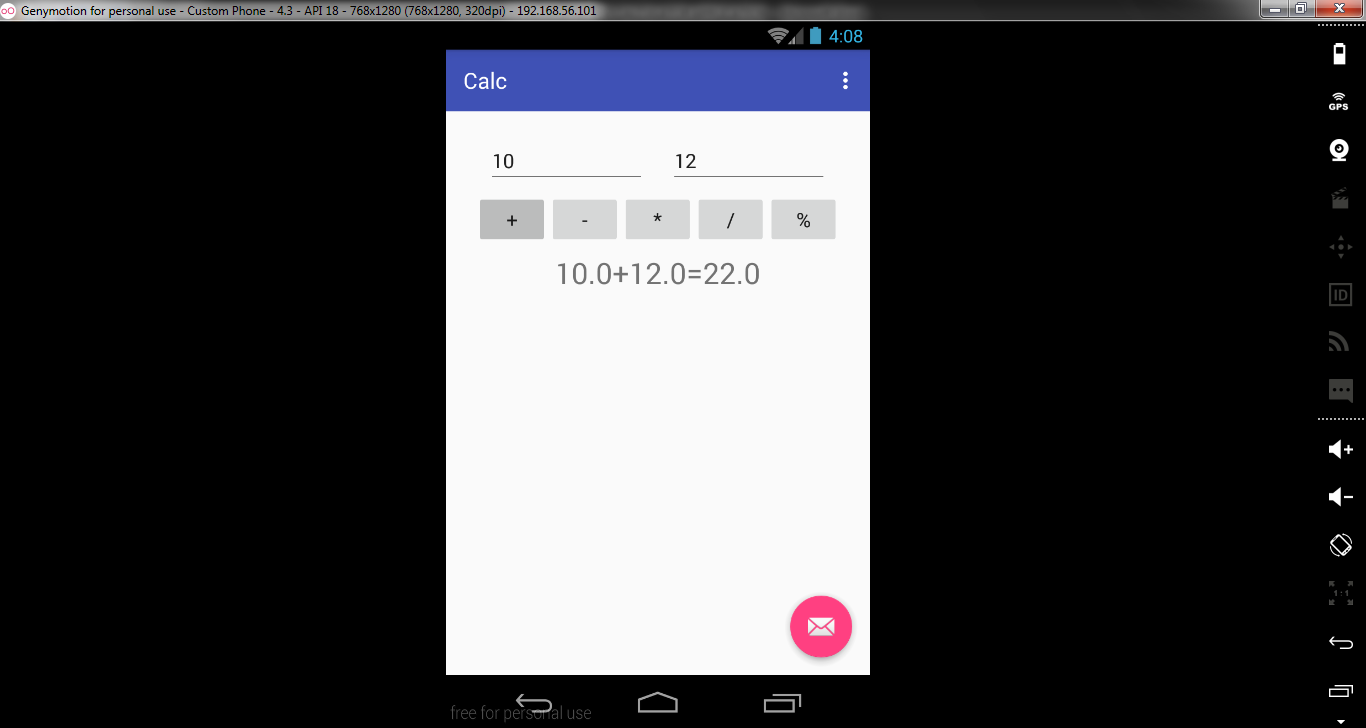 Genymotion for personal use - Custom Phone - 4.3 - API 18 - 768x1280 (768x1280, 320dpi) - 192.168.56.101
4:08
Calc
GPS
10 12
+ - * / %
10.0+12.0=22.0
ID
1:1
free for personal use